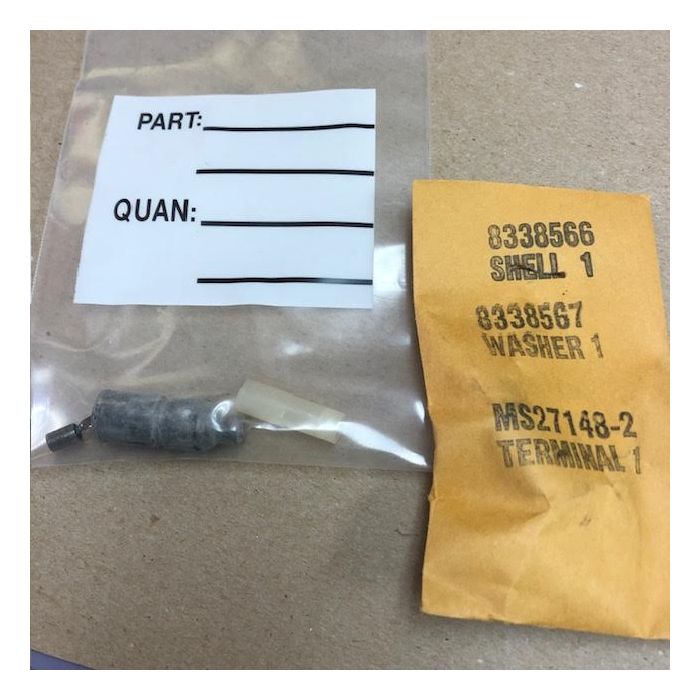 PART:
QUAN:
8338566
SHELL 1
8338567
WASHER 1
MS27148-2
TERMINAL 1